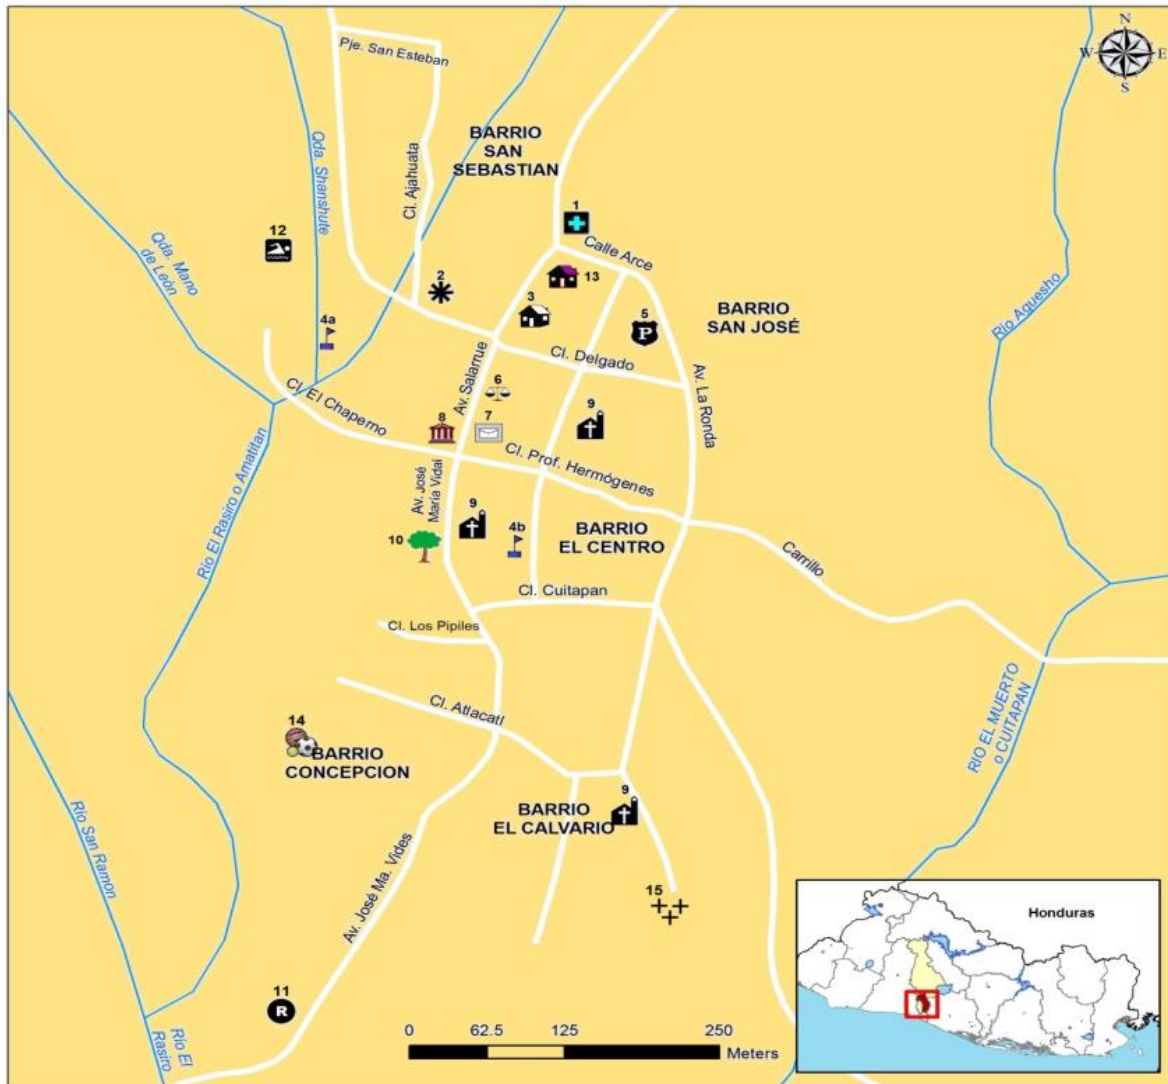 N
W E
S
Pje. San Esteban
BARRIO
SAN
SEBASTIAN
Qda. Shanshute
Cl. Ajahuata
1
Calle Arce
12
Qda. Mano
de León
2
13
3
BARRIO
SAN JOSÉ
Rio Aguesho
4a
5
P
Cl. Delgado
Av. Salarrue
Av. La Ronda
6
Cl. El Chaperno
8
7
9
Cl. Prof. Hermógenes
Av. José
María Vidal
Rio El Rasiro o Amatitan
9
4b
BARRIO
EL CENTRO
10
Carrillo
Cl. Cuitapan
Cl. Los Pipiles
RIO EL MUERTO
o CUITAPAN
Cl. Atlacatl
14
BARRIO
CONCEPCION
9
BARRIO
EL CALVARIO
Rio San Ramon
Av. José Ma. Vides
15
Honduras
11
R
Rio El
Rasiro
0 62.5 125 250
Meters